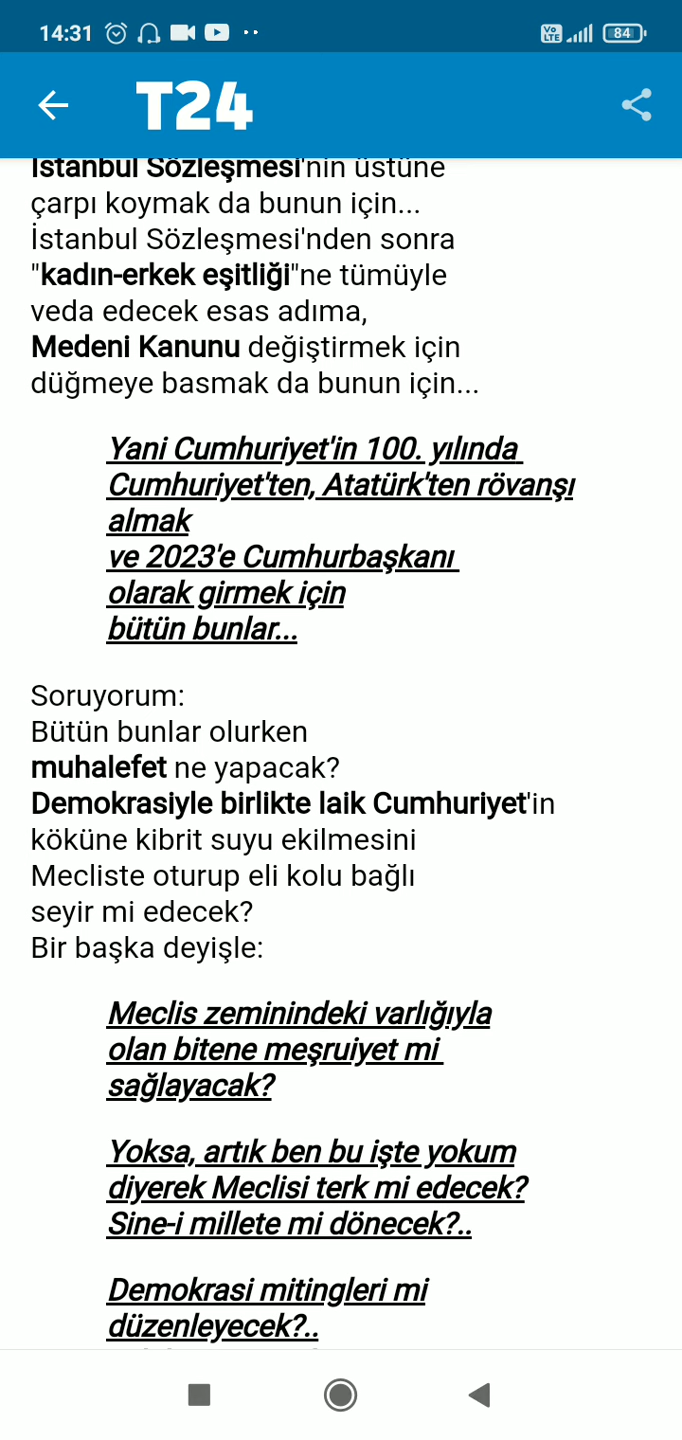 14:31
Vo LTE
84
T24
İstanbul Sözleşmesi'nin üstüne
çarpı koymak da bunun için...
İstanbul Sözleşmesi'nden sonra
"kadın-erkek eşitliği"ne tümüyle
veda edecek esas adıma,
Medeni Kanunu değiştirmek için
düğmeye basmak da bunun için...
Yani Cumhuriyet'in 100. yılında
Cumhuriyet'ten, Atatürk'ten rövanşı
almak
ve 2023'e Cumhurbaşkanı
olarak girmek için
bütün bunlar...
Soruyorum:
Bütün bunlar olurken
muhalefet ne yapacak?
Demokrasiyle birlikte laik Cumhuriyet'in
köküne kibrit suyu ekilmesini
Mecliste oturup eli kolu bağlı
seyir mi edecek?
Bir başka deyişle:
Meclis zeminindeki varlığıyla
olan bitene meşruiyet mi
sağlayacak?
Yoksa, artık ben bu işte yokum
diyerek Meclisi terk mi edecek?
Sine-i millete mi dönecek?..
Demokrasi mitingleri mi
düzenleyecek?..